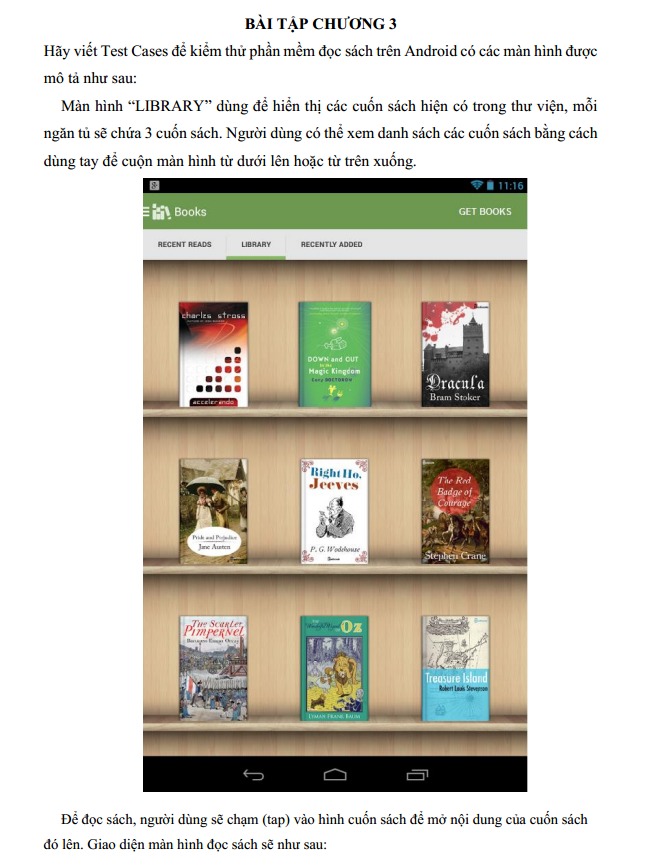 BÀI TẬP CHƯƠNG 3
Hãy viết Test Cases để kiểm thử phần mềm đọc sách trên Android có các màn hình được
mô tả như sau:
Màn hình “LIBRARY” dùng để hiển thị các cuốn sách hiện có trong thư viện, mỗi
ngăn tủ sẽ chứa 3 cuốn sách. Người dùng có thể xem danh sách các cuốn sách bằng cách
dùng tay để cuộn màn hình từ dưới lên hoặc từ trên xuống.
11:16
Books
GET BOOKS
RECENT READS
LIBRARY
RECENTLY ADDED
charles stross
accelerando
DOWN and OUT
in the
Magic Kingdom
Cory DOCTOROW
Dracula
Bram Stoker
Pride and Prejudice
Jane Austen
Right Ho,
Jeeves
P. G. Wodehouse
The Red
Badge of
Courage
Stephen Crane
The Scarlet
Pimpernel
Baroness Emma Orczy
Oz
LYMAN FRANK BAUM
Treasure Island
Robert Louis Stevenson
Để đọc sách, người dùng sẽ chạm (tap) vào hình cuốn sách để mở nội dung của cuốn sách
đó lên. Giao diện màn hình đọc sách sẽ như sau: